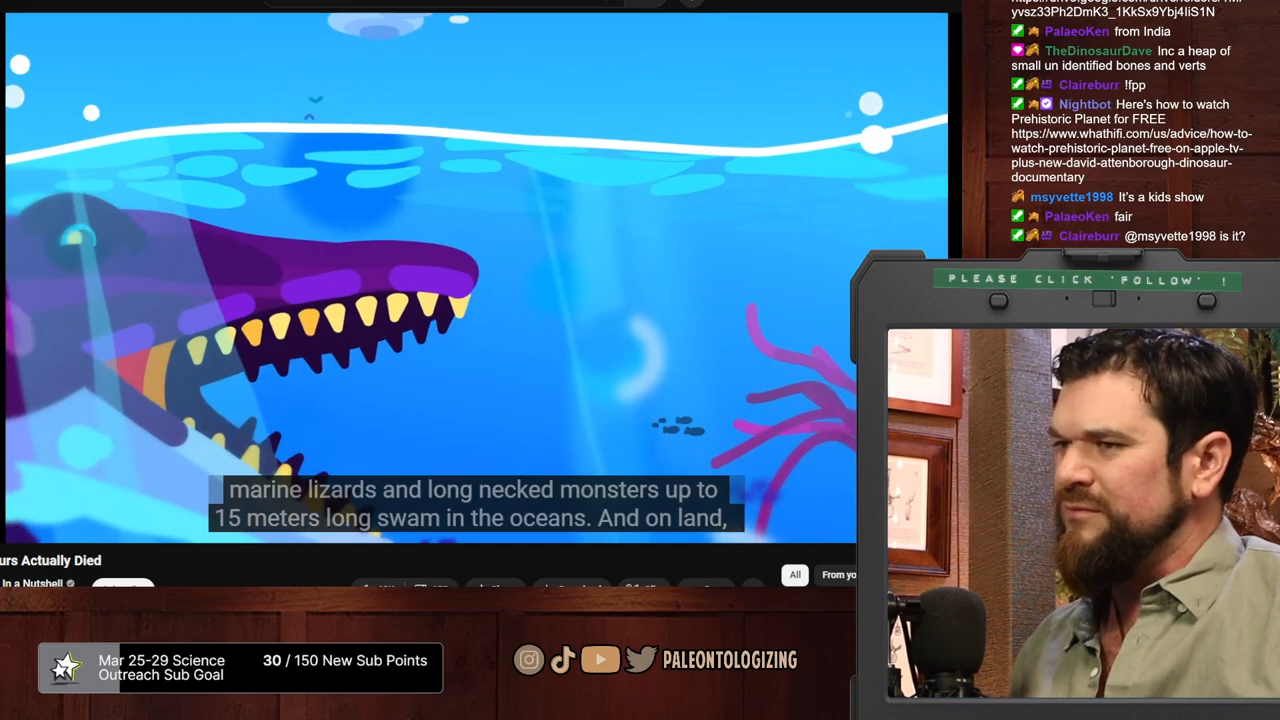 yvsz33Ph2DmK3_1KkSx9Ybj4IiS1N
PalaeoKen from India
TheDinosaurDave Inc a heap of
small un identified bones and verts
Claireburr !fpp
Nightbot Here's how to watch
Prehistoric Planet for FREE
https://www.whathifi.com/us/advice/how-to-
watch-prehistoric-planet-free-on-apple-tv-
plus-new-david-attenborough-dinosaur-
documentary
msyvette1998 It's a kids show
PalaeoKen fair
Claireburr @msyvette1998 is it?
PLEASE CLICK 'FOLLOW' !
marine lizards and long necked monsters up to
15 meters long swam in the oceans. And on land,
urs Actually Died
In a Nutshell
All From yo
Mar 25-29 Science
Outreach Sub Goal
30 / 150 New Sub Points
PALEONTOLOGIZING